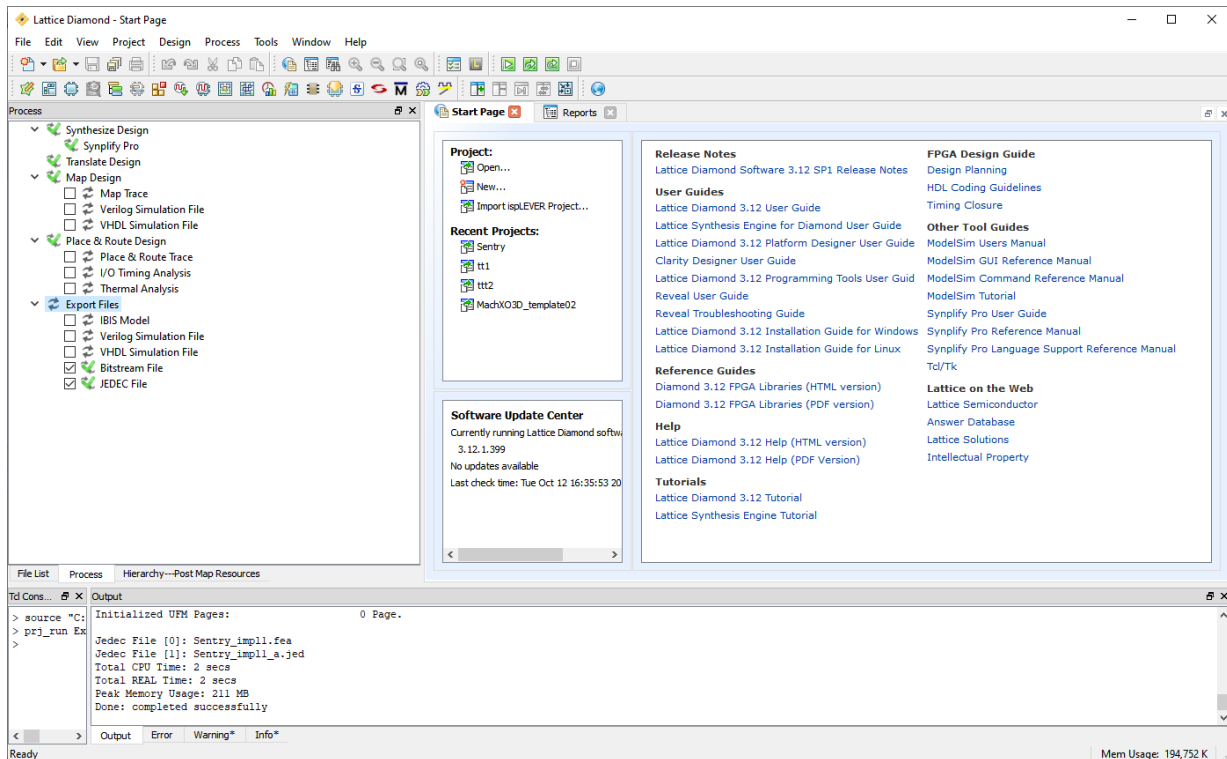 Lattice Diamond - Start Page
File Edit View Project Design Process Tools Window Help
Process
Synthesize Design
Synplify Pro
Translate Design
Map Design
Map Trace
Verilog Simulation File
VHDL Simulation File
Place & Route Design
Place & Route Trace
I/O Timing Analysis
Thermal Analysis
Export Files
IBIS Model
Verilog Simulation File
VHDL Simulation File
Bitstream File
JEDEC File
File List Process Hierarchy---Post Map Resources
Start Page Reports
Project:
Open...
New...
Import ispLEVER Project...
Recent Projects:
Sentry
tt1
ttt2
MachXO3D_template02
Software Update Center
Currently running Lattice Diamond softw
3.12.1.399
No updates available
Last check time: Tue Oct 12 16:35:53 20
Release Notes
Lattice Diamond Software 3.12 SP1 Release Notes
User Guides
Lattice Diamond 3.12 User Guide
Lattice Synthesis Engine for Diamond User Guide
Lattice Diamond 3.12 Platform Designer User Guide
Clarity Designer User Guide
Lattice Diamond 3.12 Programming Tools User Guid
Reveal User Guide
Reveal Troubleshooting Guide
Lattice Diamond 3.12 Installation Guide for Windows
Lattice Diamond 3.12 Installation Guide for Linux
Reference Guides
Diamond 3.12 FPGA Libraries (HTML version)
Diamond 3.12 FPGA Libraries (PDF version)
Help
Lattice Diamond 3.12 Help (HTML version)
Lattice Diamond 3.12 Help (PDF Version)
Tutorials
Lattice Diamond 3.12 Tutorial
Lattice Synthesis Engine Tutorial
FPGA Design Guide
Design Planning
HDL Coding Guidelines
Timing Closure
Other Tool Guides
ModelSim Users Manual
ModelSim GUI Reference Manual
ModelSim Command Reference Manual
ModelSim Tutorial
Synplify Pro User Guide
Synplify Pro Reference Manual
Synplify Pro Language Support Reference Manual
Tcl/Tk
Lattice on the Web
Lattice Semiconductor
Answer Database
Lattice Solutions
Intellectual Property
Tcl Cons...
> source "C:
> prj_run Ex
>
Output
Initialized UFM Pages: 0 Page.
Jedec File [0]: Sentry_impl1.fea
Jedec File [1]: Sentry_impl1_a.jed
Total CPU Time: 2 secs
Total REAL Time: 2 secs
Peak Memory Usage: 211 MB
Done: completed successfully
Output Error Warning* Info*
Ready
Mem Usage: 194,752 K